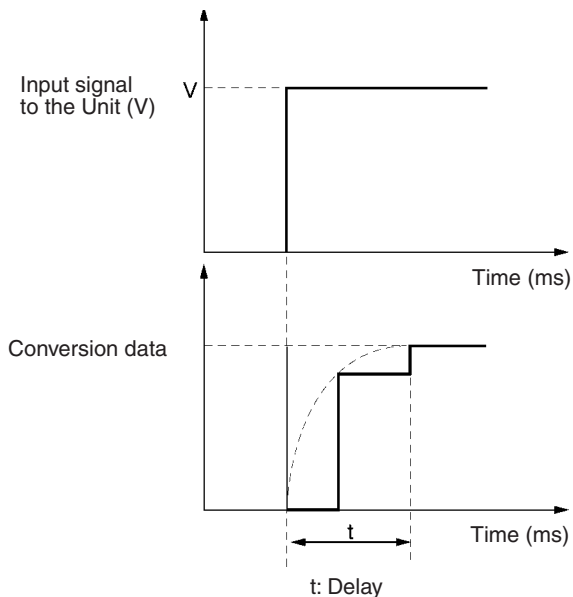 Input signal
to the Unit (V)
V
Time (ms)
Conversion data
Time (ms)
t
t: Delay